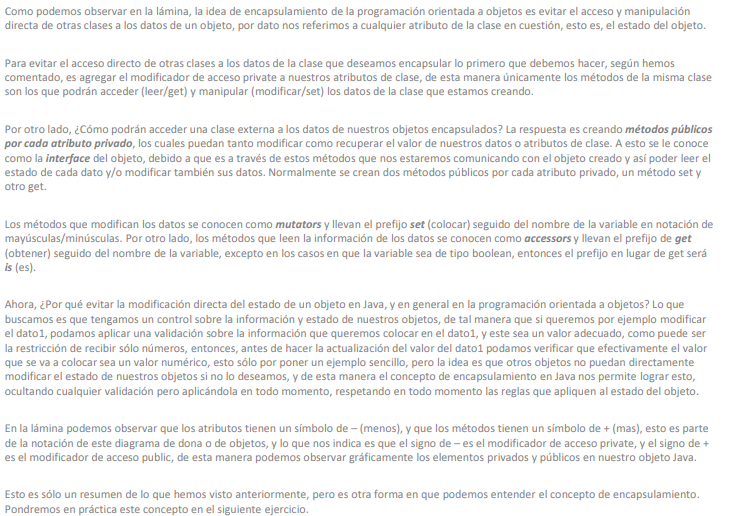 Como podemos observar en la lámina, la idea de encapsulamiento de la programación orientada a objetos es evitar el acceso y manipulación
directa de otras clases a los datos de un objeto, por dato nos referimos a cualquier atributo de la clase en cuestión, esto es, el estado del objeto.
Para evitar el acceso directo de otras clases a los datos de la clase que deseamos encapsular lo primero que debemos hacer, según hemos
comentado, es agregar el modificador de acceso private a nuestros atributos de clase, de esta manera únicamente los métodos de la misma clase
son los que podrán acceder (leer/get) y manipular (modificar/set) los datos de la clase que estamos creando.
Por otro lado, ¿Cómo podrán acceder una clase externa a los datos de nuestros objetos encapsulados? La respuesta es creando métodos públicos
por cada atributo privado, los cuales puedan tanto modificar como recuperar el valor de nuestros datos o atributos de clase. A esto se le conoce
como la interface del objeto, debido a que es a través de estos métodos que nos estaremos comunicando con el objeto creado y así poder leer el
estado de cada dato y/o modificar también sus datos. Normalmente se crean dos métodos públicos por cada atributo privado, un método set y
otro get.
Los métodos que modifican los datos se conocen como mutators y llevan el prefijo set (colocar) seguido del nombre de la variable en notación de
mayúsculas/minúsculas. Por otro lado, los métodos que leen la información de los datos se conocen como accessors y llevan el prefijo de get
(obtener) seguido del nombre de la variable, excepto en los casos en que la variable sea de tipo boolean, entonces el prefijo en lugar de get será
is (es).
Ahora, ¿Por qué evitar la modificación directa del estado de un objeto en Java, y en general en la programación orientada a objetos? Lo que
buscamos es que tengamos un control sobre la información y estado de nuestros objetos, de tal manera que si queremos por ejemplo modificar
el dato1, podamos aplicar una validación sobre la información que queremos colocar en el dato1, y este sea un valor adecuado, como puede ser
la restricción de recibir sólo números, entonces, antes de hacer la actualización del valor del dato1 podamos verificar que efectivamente el valor
que se va a colocar sea un valor numérico, esto sólo por poner un ejemplo sencillo, pero la idea es que otros objetos no puedan directamente
modificar el estado de nuestros objetos si no lo deseamos, y de esta manera el concepto de encapsulamiento en Java nos permite lograr esto,
ocultando cualquier validación pero aplicándola en todo momento, respetando en todo momento las reglas que apliquen al estado del objeto.
En la lámina podemos observar que los atributos tienen un símbolo de – (menos), y que los métodos tienen un símbolo de + (mas), esto es parte
de la notación de este diagrama de dona o de objetos, y lo que nos indica es que el signo de – es el modificador de acceso private, y el signo de +
es el modificador de acceso public, de esta manera podemos observar gráficamente los elementos privados y públicos en nuestro objeto Java.
Esto es sólo un resumen de lo que hemos visto anteriormente, pero es otra forma en que podemos entender el concepto de encapsulamiento.
Pondremos en práctica este concepto en el siguiente ejercicio.